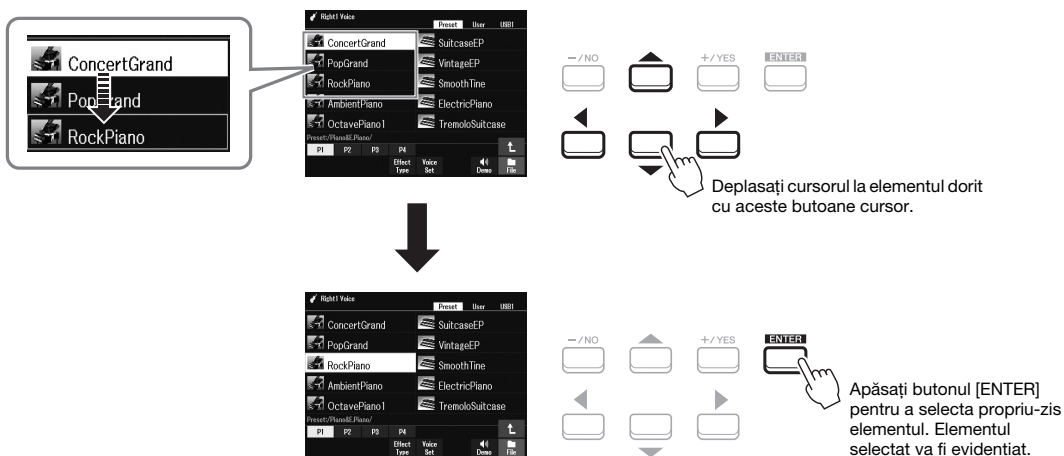 ConcertGrand
PopGrand
RockPiano
Right1 Voice
Preset User USB1
ConcertGrand SuitcaseEP
PopGrand VintageEP
RockPiano SmoothTine
AmbientPiano ElectricPiano
OctavePiano1 TremoloSuitcase
Preset:/Piano&E.Piano/
P1 P2 P3 P4
Effect Type Voice Set Demo File
-/NO +/YES ENTER
Deplasați cursorul la elementul dorit
cu aceste butoane cursor.
Right1 Voice
Preset User USB1
ConcertGrand SuitcaseEP
PopGrand VintageEP
RockPiano SmoothTine
AmbientPiano ElectricPiano
OctavePiano1 TremoloSuitcase
Preset:/Piano&E.Piano/
P1 P2 P3 P4
Effect Type Voice Set Demo File
-/NO +/YES ENTER
Apăsați butonul [ENTER]
pentru a selecta propriu-zis
elementul. Elementul
selectat va fi evidențiat.